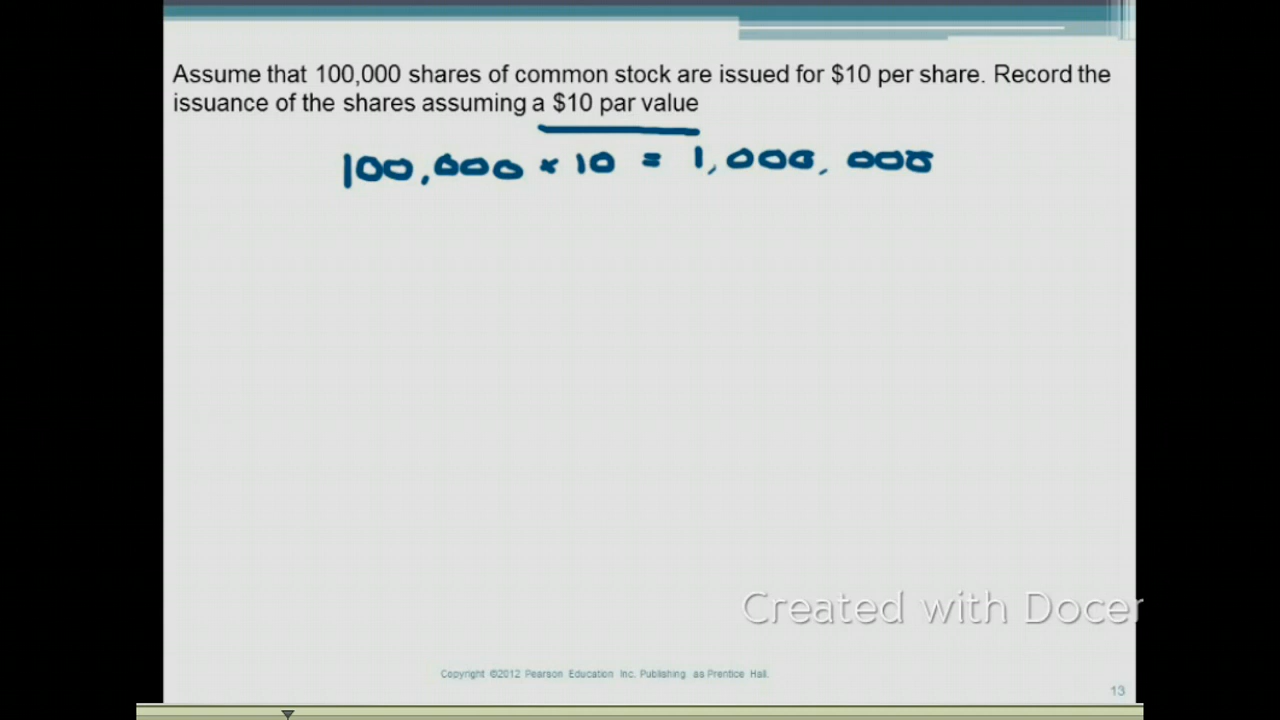 Assume that 100,000 shares of common stock are issued for $10 per share. Record the
issuance of the shares assuming a $10 par value
100,000 × 10 = 1,000,000
Created with Docer
Copyright ©2012 Pearson Education Inc. Publishing as Prentice Hall.
13